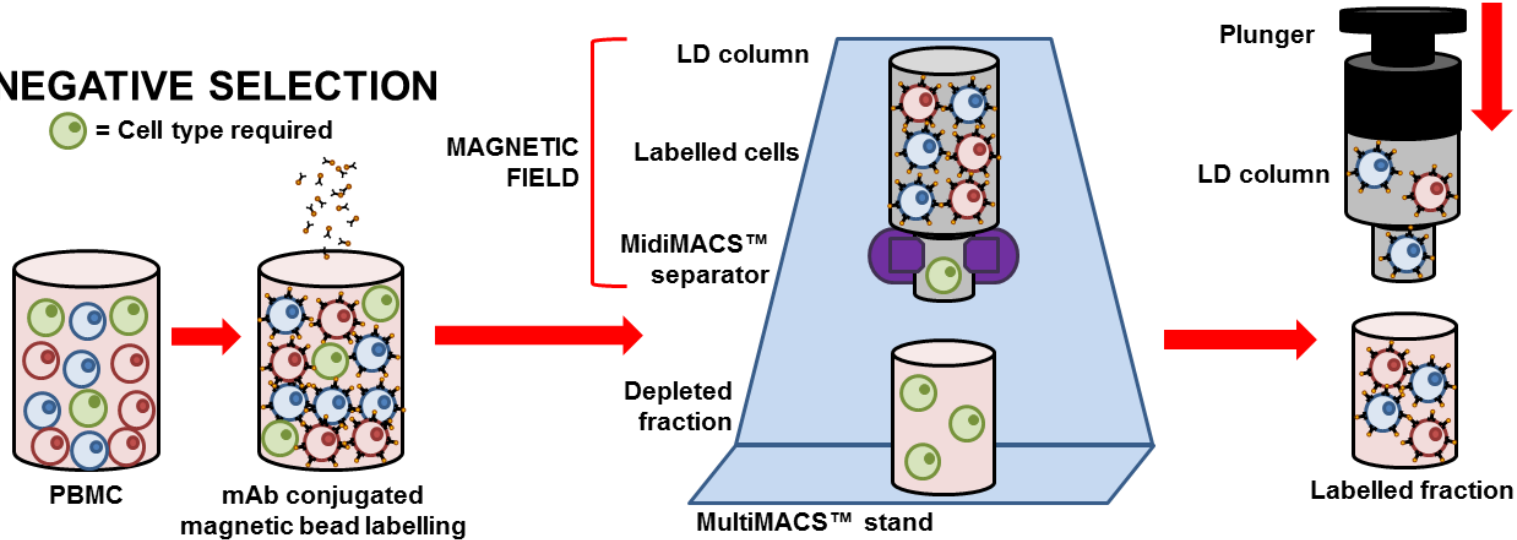 NEGATIVE SELECTION
= Cell type required
PBMC
mAb conjugated
magnetic bead labelling
MAGNETIC
FIELD
LD column
Labelled cells
MidiMACS™
separator
Depleted
fraction
MultiMACS™ stand
Plunger
LD column
Labelled fraction